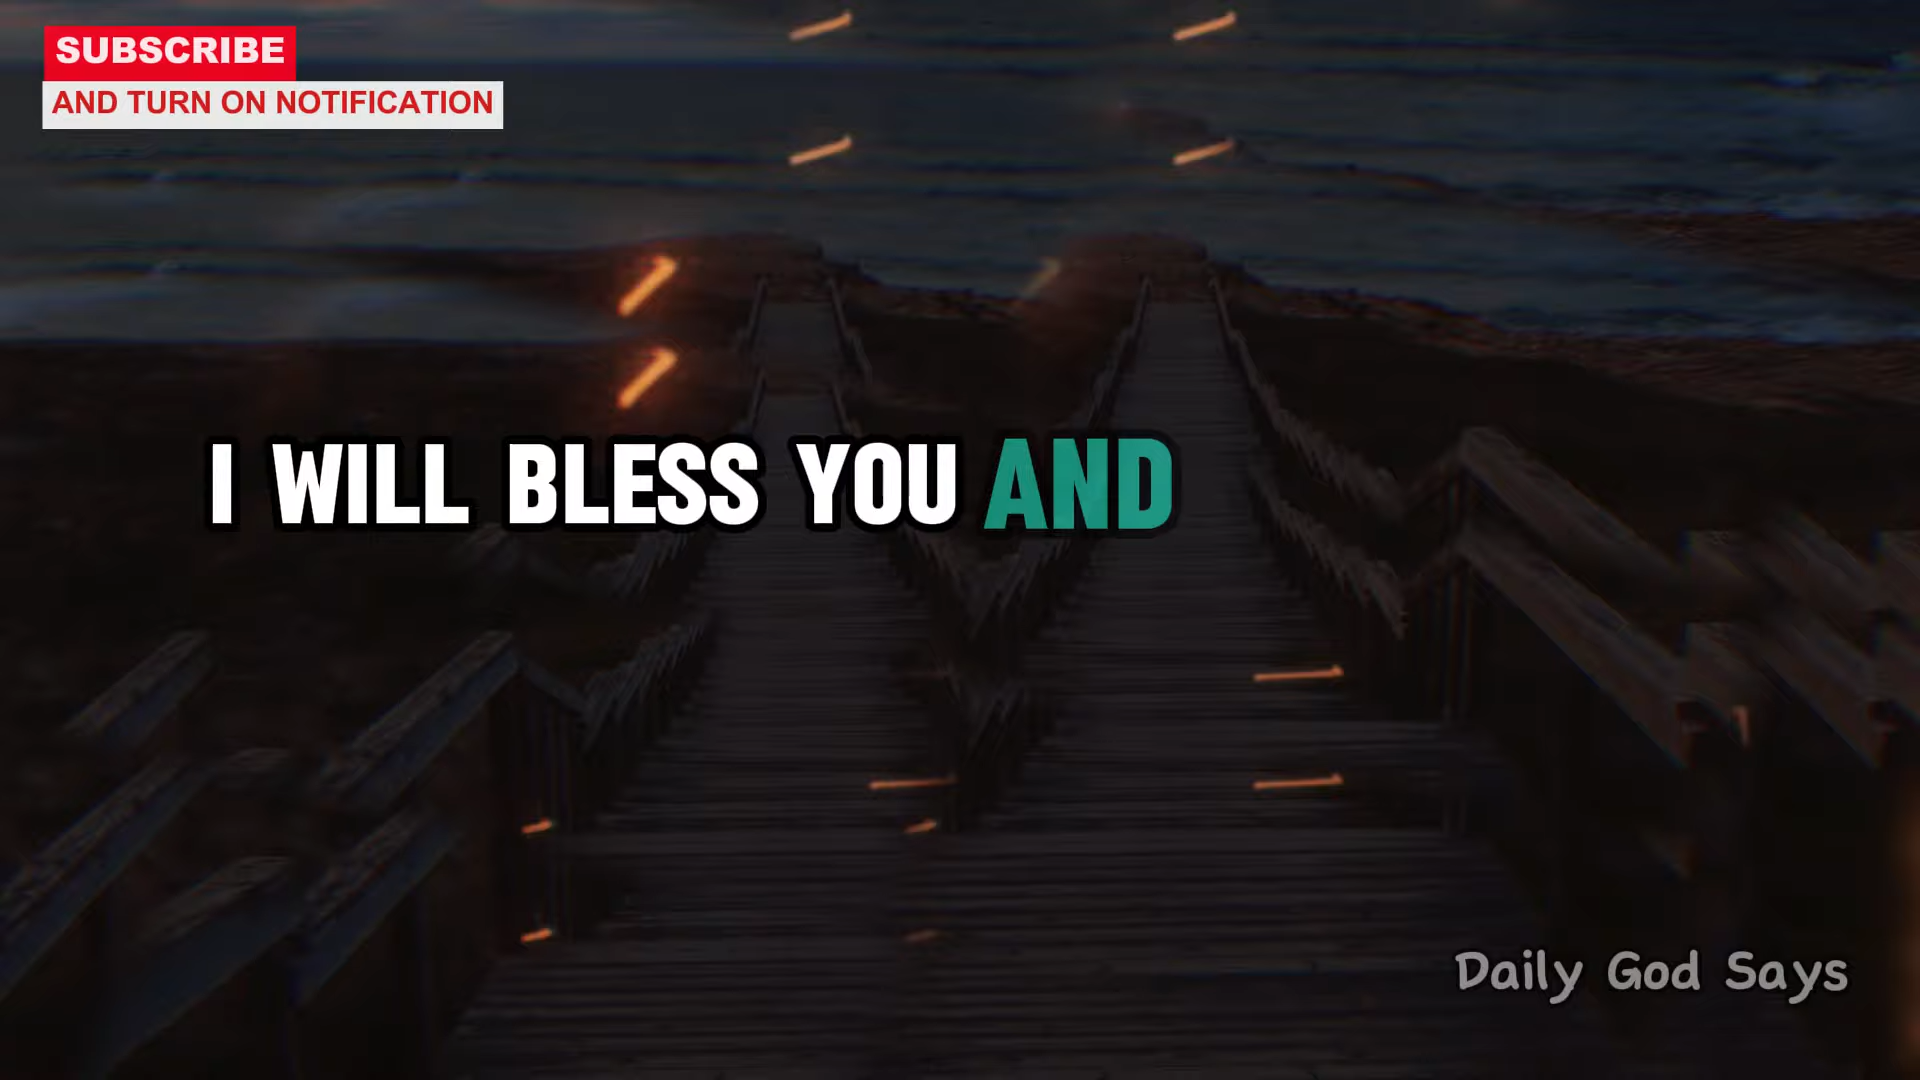 SUBSCRIBE
AND TURN ON NOTIFICATION
I WILL BLESS YOU AND
Daily God Says